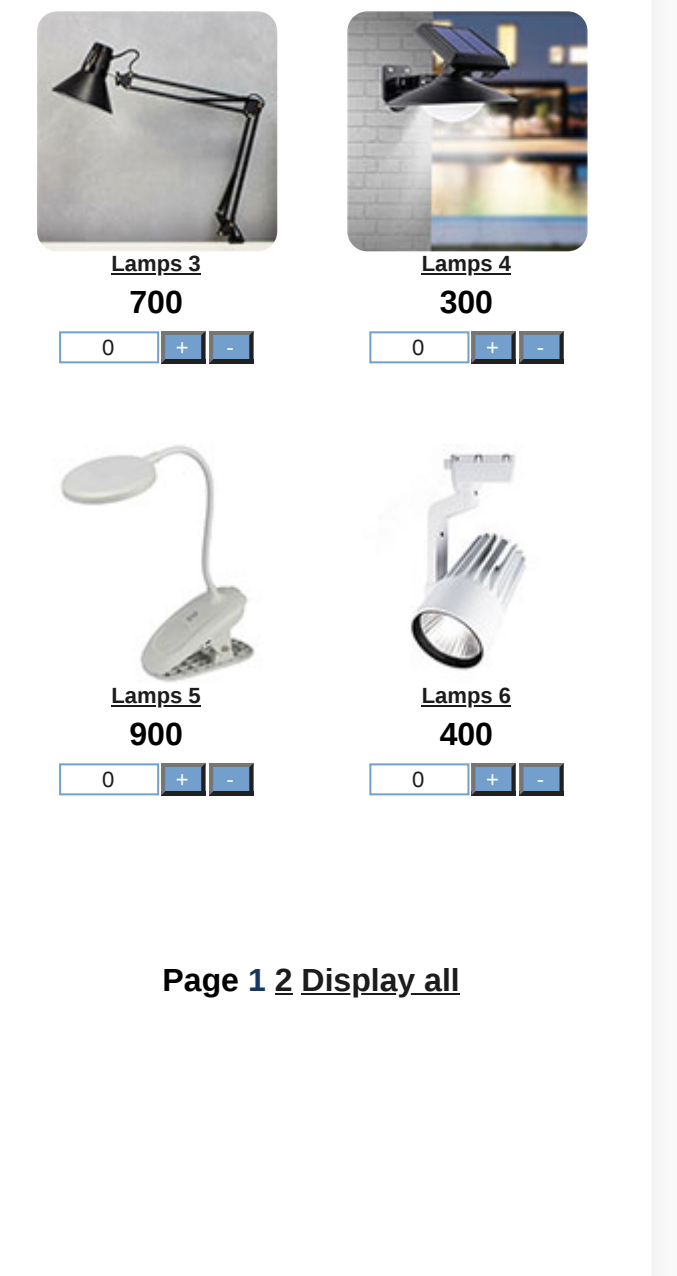 Lamps 3 Lamps 4
700 300
0 + - 0 + -
Lamps 5 Lamps 6
900 400
0 + - 0 + -
Page 1 2 Display all